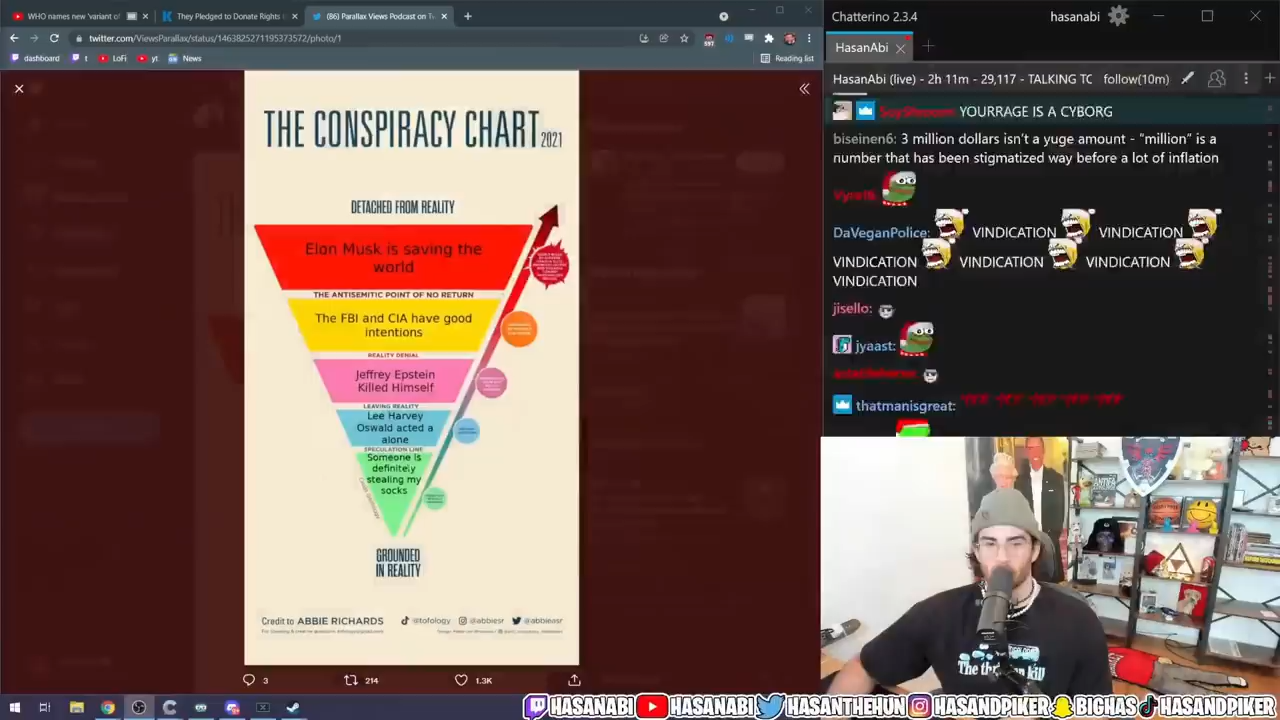 WHO names new 'variant of
They Pledged to Donate Rights
(86) Parallax Views Podcast on Tw
twitter.com/ViewsParallax/status/1463825271195373572/photo/1
597
dashboard
t
LoFi
yt
News
Reading list
THE CONSPIRACY CHART 2021
DETACHED FROM REALITY
Elon Musk is saving the
world
THE ANTISEMITIC POINT OF NO RETURN
The FBI and CIA have good
intentions
REALITY DENIAL
Jeffrey Epstein
Killed Himself
LEAVING REALITY
Lee Harvey
Oswald acted a
alone
SPECULATION LINE
Someone is
definitely
stealing my
socks
GROUNDED
IN REALITY
Credit to ABBIE RICHARDS
@tofology
@abbiesr
@abbieasr
3
214
1.3K
Chatterino 2.3.4
hasanabi
HasanAbi
HasanAbi (live) - 2h 11m - 29,117 - TALKING TO
follow(10m)
YOURRAGE IS A CYBORG
biseinen6: 3 million dollars isn't a yuge amount - "million" is a
number that has been stigmatized way before a lot of inflation
DaVeganPolice: VINDICATION VINDICATION
VINDICATION VINDICATION VINDICATION
VINDICATION
jisello:
jyaast:
thatmanisgreat:
HASANABI
HASANABI
HASANTHEHUN
HASANDPIKER
BIGHAS
HASANDPIKER